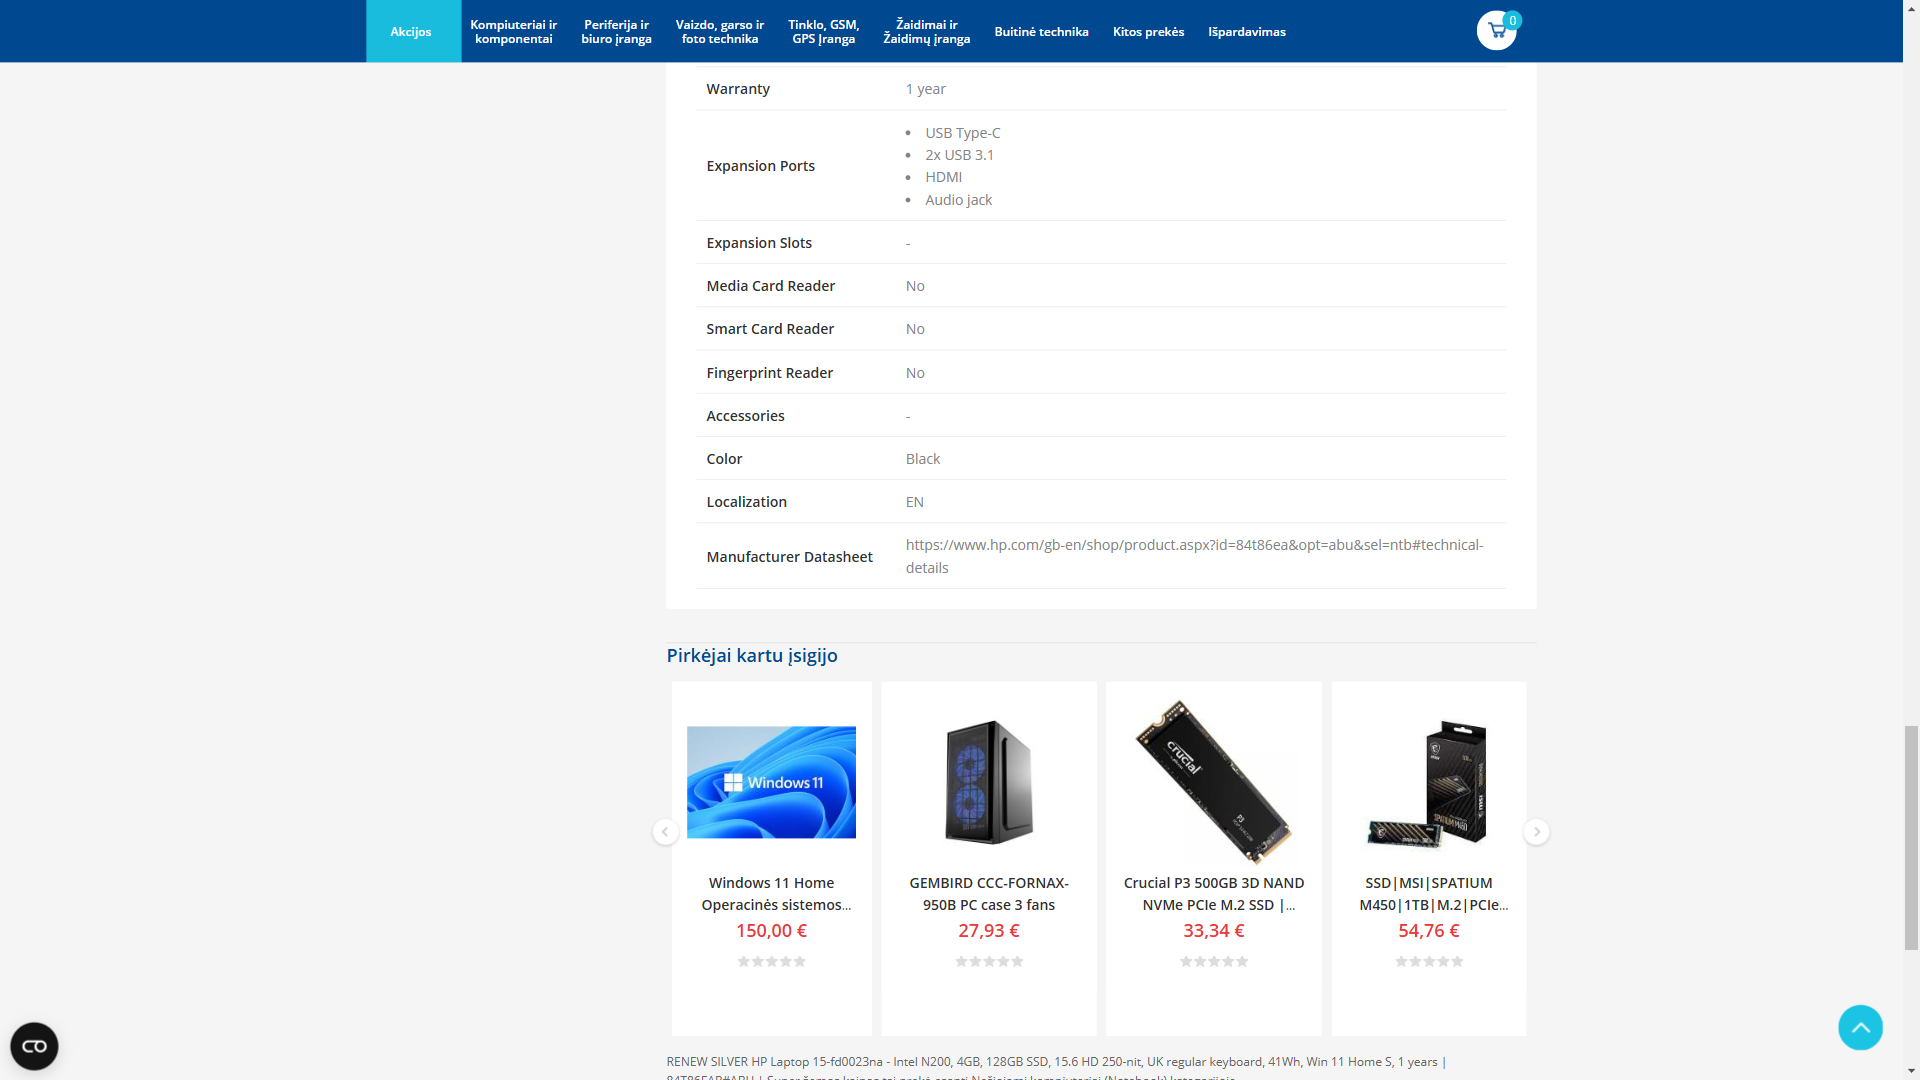 Akcijos
Kompiuteriai ir
komponentai
Periferija ir
biuro įranga
Vaizdo, garso ir
foto technika
Tinklo, GSM,
GPS Įranga
Žaidimai ir
Žaidimų įranga
Buitinė technika
Kitos prekės
Išpardavimas
0
Warranty 1 year
Expansion Ports
USB Type-C
2x USB 3.1
HDMI
Audio jack
Expansion Slots -
Media Card Reader No
Smart Card Reader No
Fingerprint Reader No
Accessories -
Color Black
Localization EN
Manufacturer Datasheet
https://www.hp.com/gb-en/shop/product.aspx?id=84t86ea&opt=abu&sel=ntb#technical-
details
Pirkėjai kartu įsigijo
Windows 11
Windows 11 Home
Operacinės sistemos...
150,00 €
GEMBIRD CCC-FORNAX-
950B PC case 3 fans
27,93 €
crucial
P3
Crucial P3 500GB 3D NAND
NVMe PCIe M.2 SSD |...
33,34 €
SPATIUM M450
SSD|MSI|SPATIUM
M450|1TB|M.2|PCIe...
54,76 €
RENEW SILVER HP Laptop 15-fd0023na - Intel N200, 4GB, 128GB SSD, 15.6 HD 250-nit, UK regular keyboard, 41Wh, Win 11 Home S, 1 years |